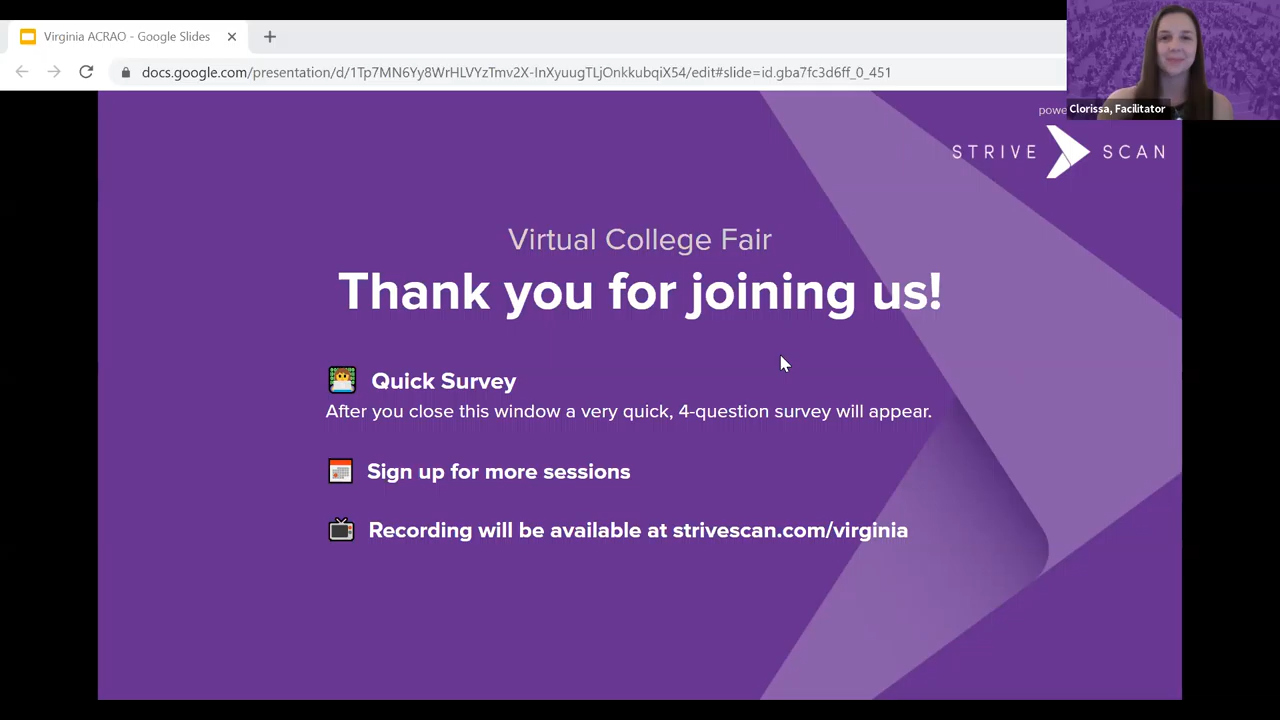 Virginia ACRAO - Google Slides
docs.google.com/presentation/d/1Tp7MN6Yy8WrHLVYzTmv2X-InXyuugTLjOnkkubqiX54/edit#slide=id.gba7fc3d6ff_0_451
Clorissa, Facilitator
STRIVE SCAN
Virtual College Fair
Thank you for joining us!
Quick Survey
After you close this window a very quick, 4-question survey will appear.
Sign up for more sessions
Recording will be available at strivescan.com/virginia